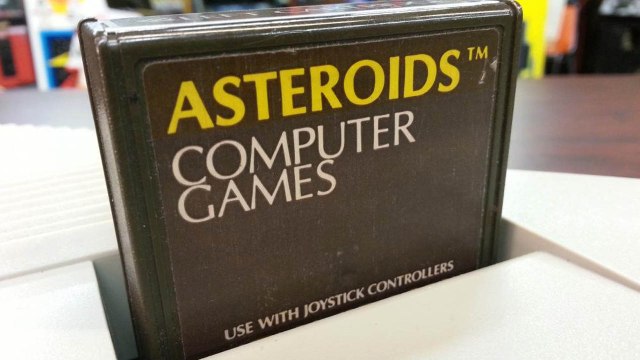 ASTEROIDS™
COMPUTER
GAMES
USE WITH JOYSTICK CONTROLLERS